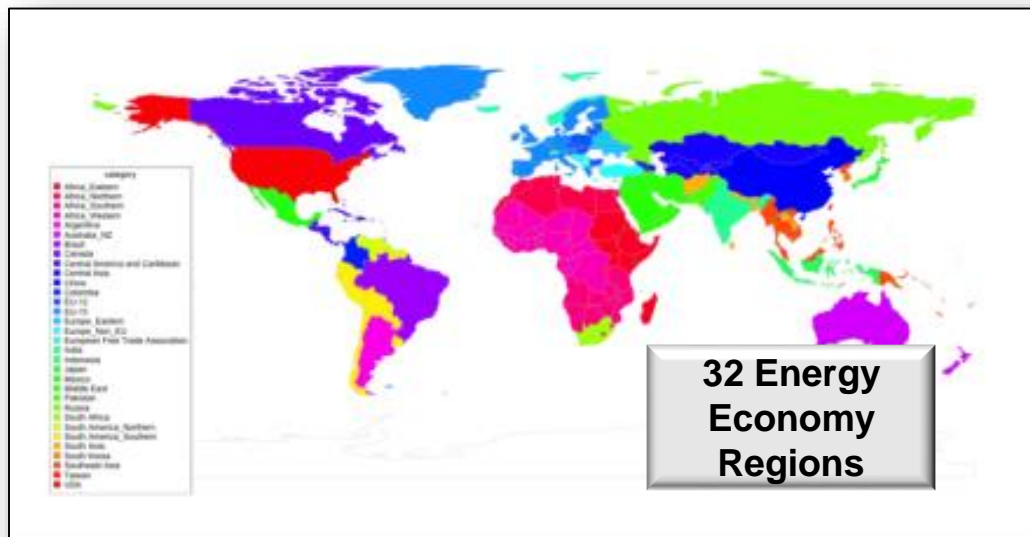 category
Africa_Eastern
Africa_Northern
Africa_Southern
Africa_Western
Argentina
Australia_NZ
Brazil
Canada
Central America and Caribbean
Central Asia
China
Colombia
EU-12
EU-15
Europe_Eastern
Europe_Non_EU
European Free Trade Association
India
Indonesia
Japan
Mexico
Middle East
Pakistan
Russia
South Africa
South America_Northern
South America_Southern
South Asia
South Korea
Southeast Asia
Taiwan
USA
32 Energy
Economy
Regions